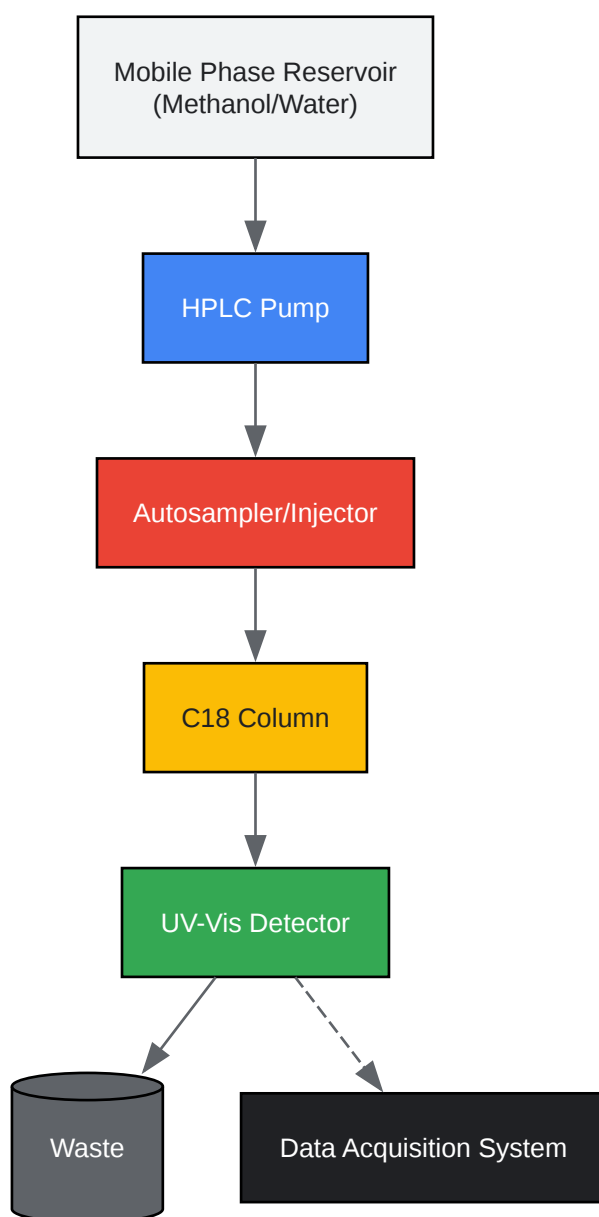 Mobile Phase Reservoir
(Methanol/Water)
HPLC Pump
Autosampler/Injector
C18 Column
UV-Vis Detector
Waste
Data Acquisition System